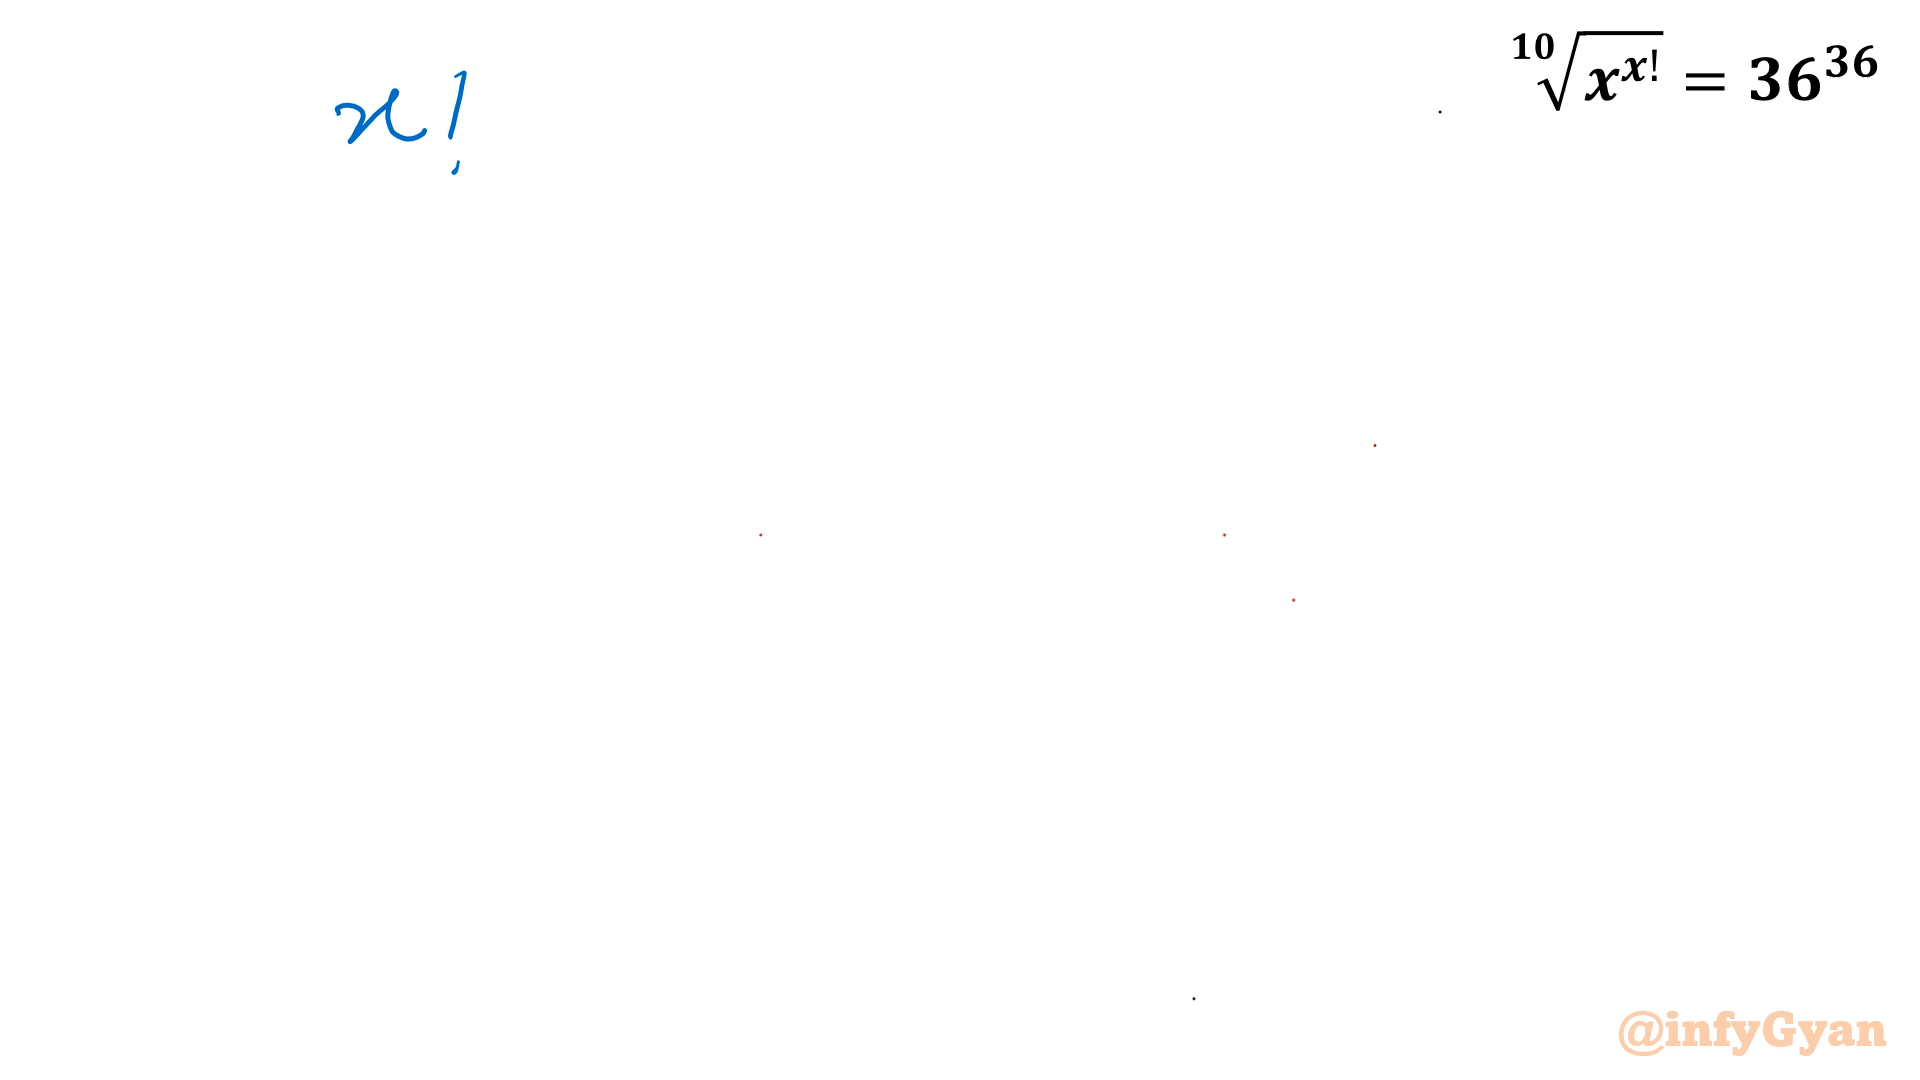 x!
¹⁰√(x^(x!)) = 36³⁶
@infyGyan